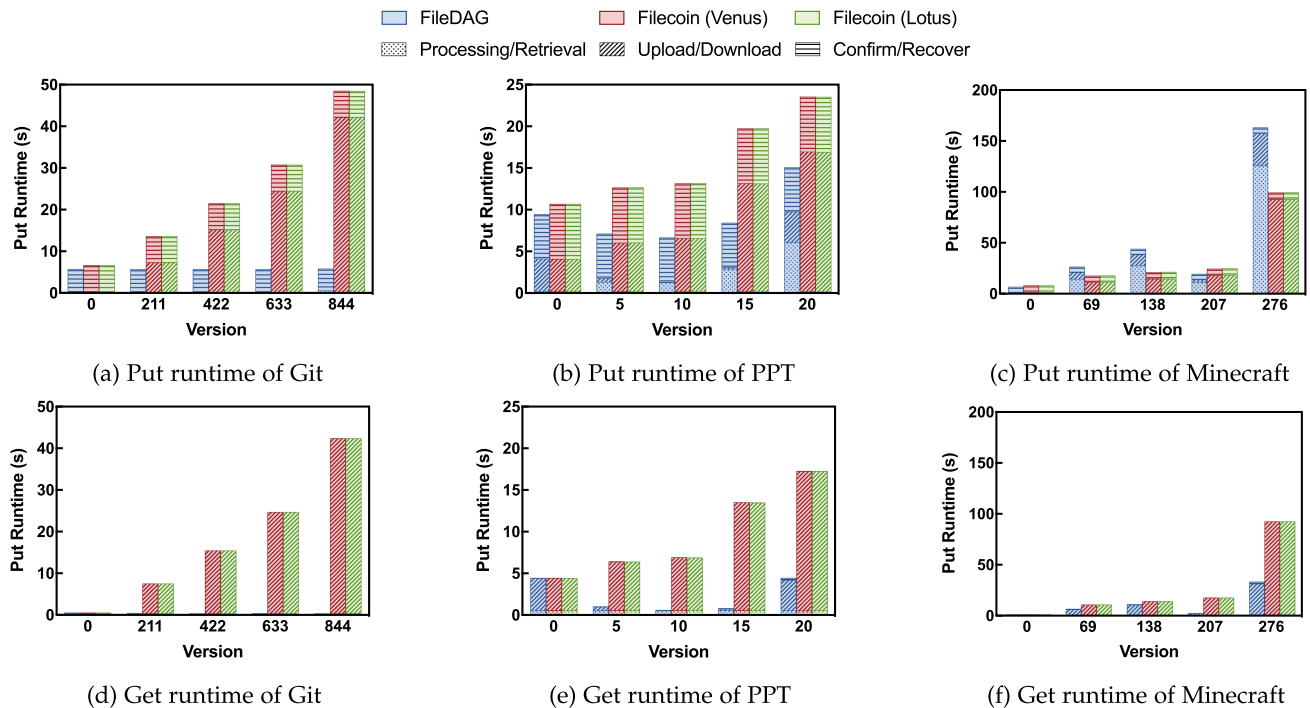 FileDAG Filecoin (Venus) Filecoin (Lotus)
Processing/Retrieval Upload/Download Confirm/Recover
50
40
30
20
10
0
Put Runtime (s)
0 211 422 633 844
Version
(a) Put runtime of Git
25
20
15
10
5
0
Put Runtime (s)
0 5 10 15 20
Version
(b) Put runtime of PPT
200
150
100
50
0
Put Runtime (s)
0 69 138 207 276
Version
(c) Put runtime of Minecraft
50
40
30
20
10
0
Put Runtime (s)
0 211 422 633 844
Version
(d) Get runtime of Git
25
20
15
10
5
0
Put Runtime (s)
0 5 10 15 20
Version
(e) Get runtime of PPT
200
150
100
50
0
Put Runtime (s)
0 69 138 207 276
Version
(f) Get runtime of Minecraft